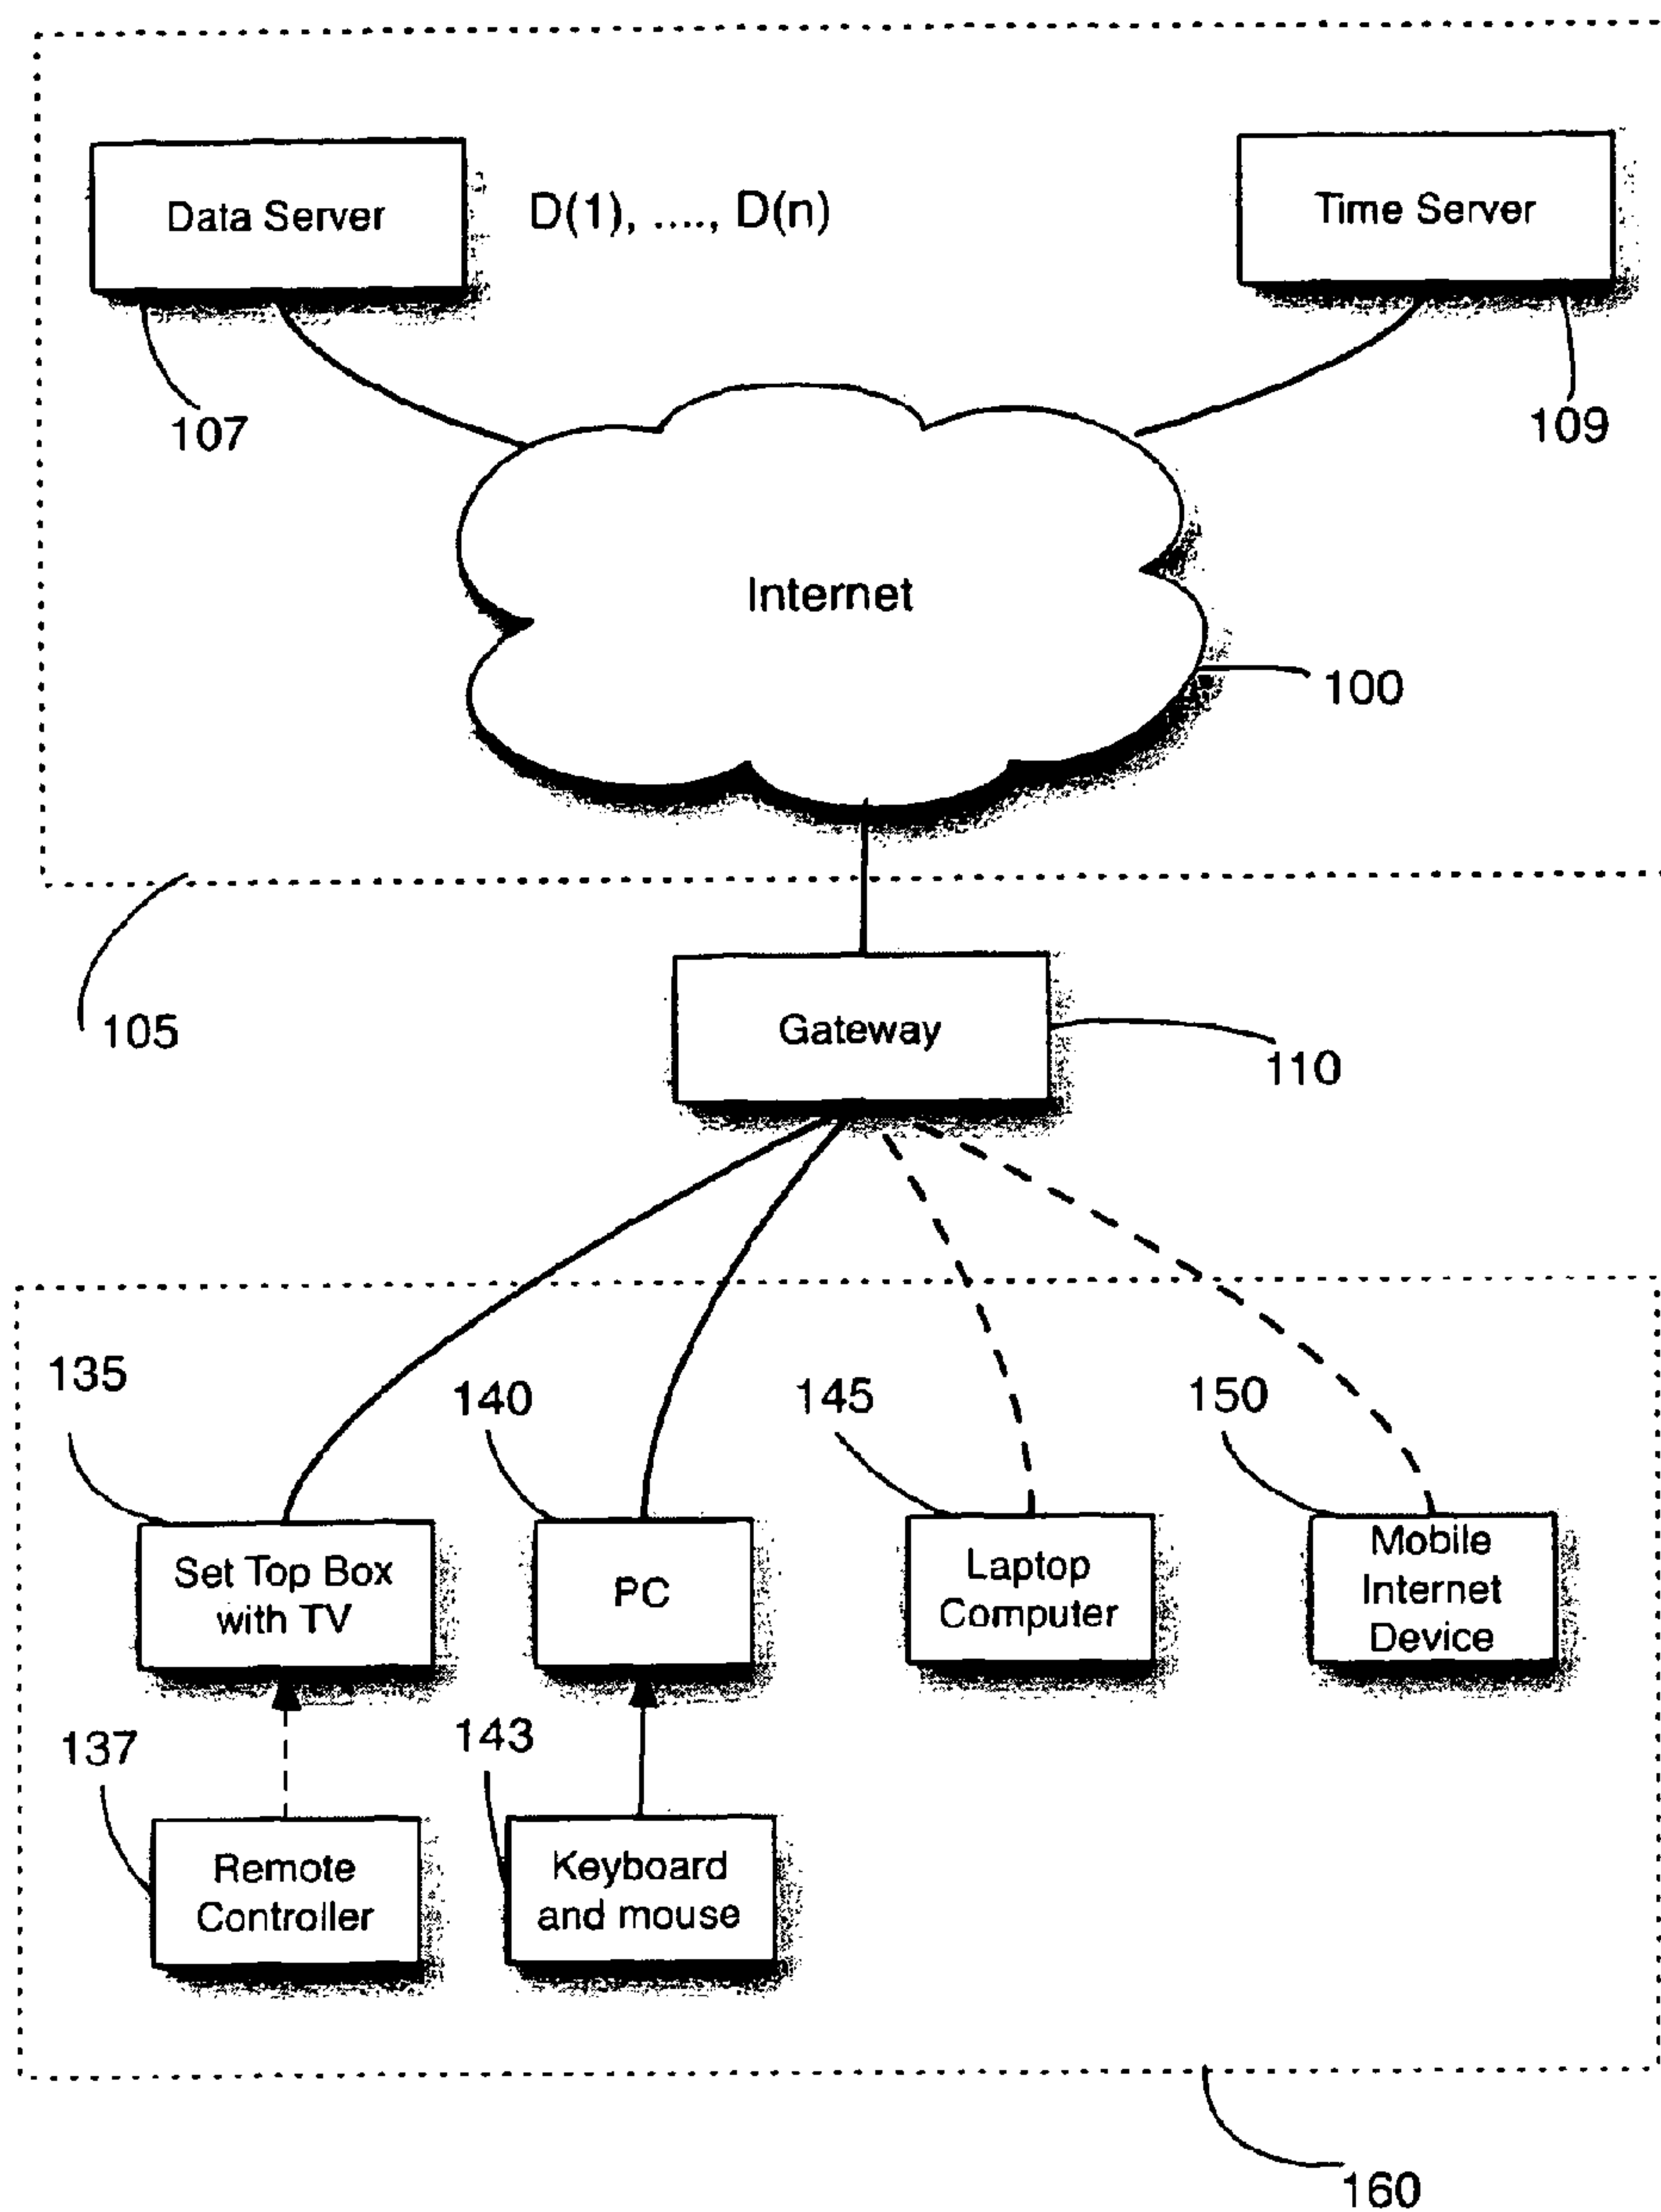 Data Server
D(1), ...., D(n)
Time Server
107
109
Internet
100
105
Gateway
110
135
140
145
150
Set Top Box
with TV
PC
Laptop
Computer
Mobile
Internet
Device
137
143
Remote
Controller
Keyboard
and mouse
160